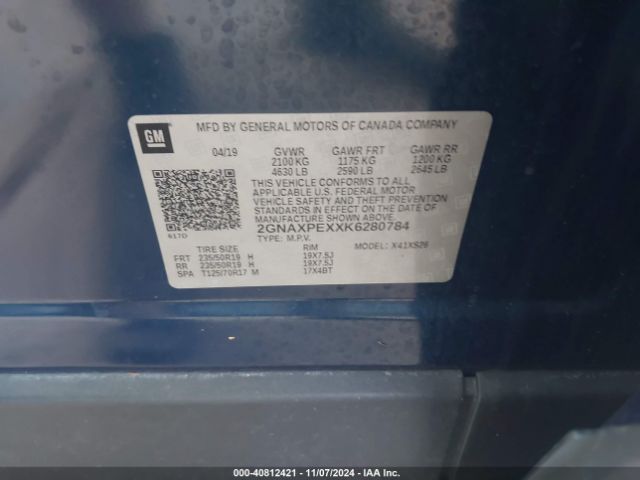 GM
MFD BY GENERAL MOTORS OF CANADA COMPANY
04/19 GVWR GAWR FRT GAWR RR
2100 KG 1175 KG 1200 KG
4630 LB 2590 LB 2645 LB
THIS VEHICLE CONFORMS TO ALL
APPLICABLE U.S. FEDERAL MOTOR
VEHICLE SAFETY AND THEFT PREVENTION
STANDARDS IN EFFECT ON THE DATE OF
MANUFACTURE SHOWN ABOVE.
2GNAXPEXXK6280784
617D
TYPE: M.P.V. MODEL: X41XS26
TIRE SIZE RIM
FRT 235/50R19 H 19X7.5J
RR 235/50R19 H 19X7.5J
SPA T125/70R17 M 17X4BT
000-40812421 - 11/07/2024 - IAA Inc.